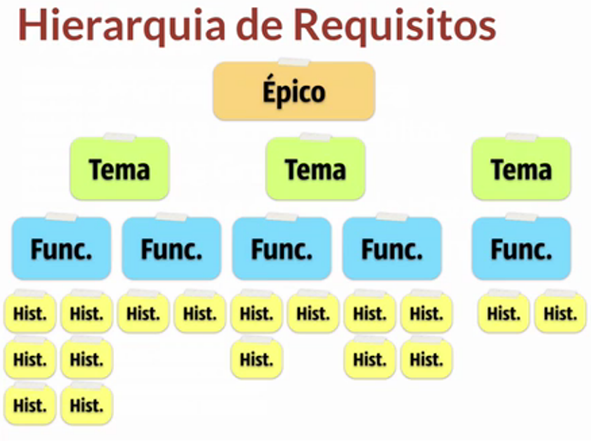 Hierarquia de Requisitos
Épico
Tema Tema Tema
Func. Func. Func. Func. Func.
Hist. Hist. Hist. Hist. Hist. Hist. Hist. Hist. Hist. Hist.
Hist. Hist. Hist. Hist. Hist.
Hist. Hist.